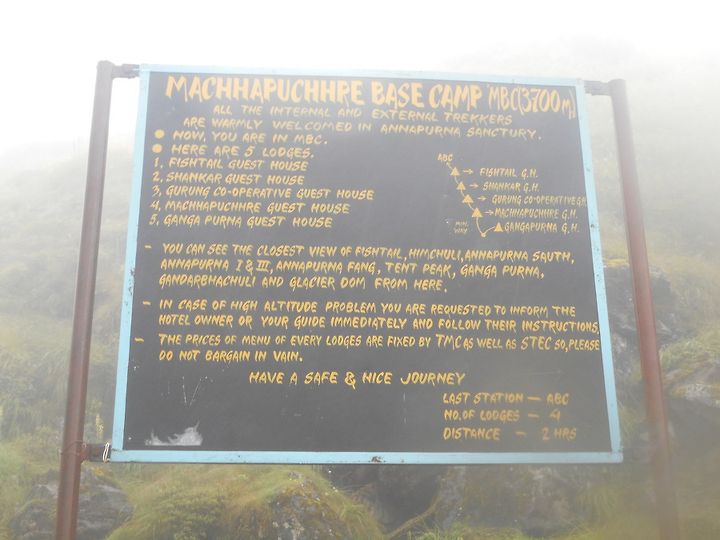 MACHHAPUCHHRE BASE CAMP MBC(3700m)
ALL THE INTERNAL AND EXTERNAL TREKKERS
ARE WARMLY WELCOMED IN ANNAPURNA SANCTURY.
● NOW, YOU ARE IN MBC.
● HERE ARE 5 LODGES.
1, FISHTAIL GUEST HOUSE
2, SHANKAR GUEST HOUSE
3, GURUNG CO-OPERATIVE GUEST HOUSE
4, MACHHAPUCHHRE GUEST HOUSE
5, GANGA PURNA GUEST HOUSE
ABC
→ FISHTAIL G.H.
→ SHANKAR G.H.
→ GURUNG CO-OPERATIVE G.H
→ MACHHAPUCHHRE G.H.
MIN WAY
GANGAPURNA G.H.
- YOU CAN SEE THE CLOSEST VIEW OF FISHTAIL, HIMCHULI, ANNAPURNA SAUTH,
ANNAPURNA I & III, ANNAPURNA FANG, TENT PEAK, GANGA PURNA,
GANDARBHACHULI AND GLACIER DOM FROM HERE.
- IN CASE OF HIGH ALTITUDE PROBLEM YOU ARE REQUESTED TO INFORM THE
HOTEL OWNER OR YOUR GUIDE IMMEDIATELY AND FOLLOW THEIR INSTRUCTIONS.
- THE PRICES OF MENU OF EVERY LODGES ARE FIXED BY TMC AS WELL AS STEC SO, PLEASE
DO NOT BARGAIN IN VAIN.
HAVE A SAFE & NICE JOURNEY
LAST STATION - ABC
NO. OF LODGES - 4
DISTANCE - 2 HRS